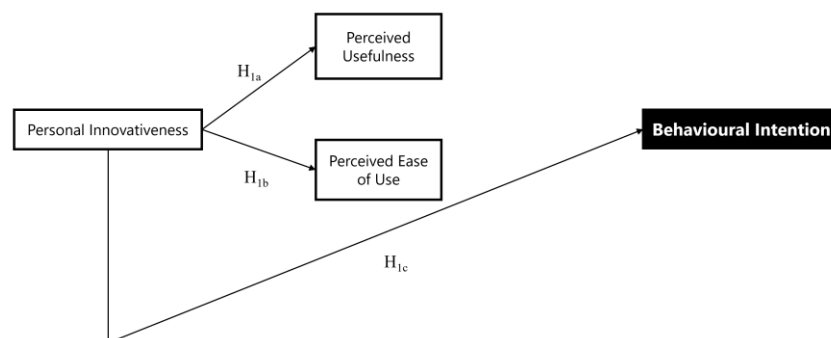 Perceived
Usefulness
H1a
Personal Innovativeness
Behavioural Intention
Perceived Ease
of Use
H1b
H1c